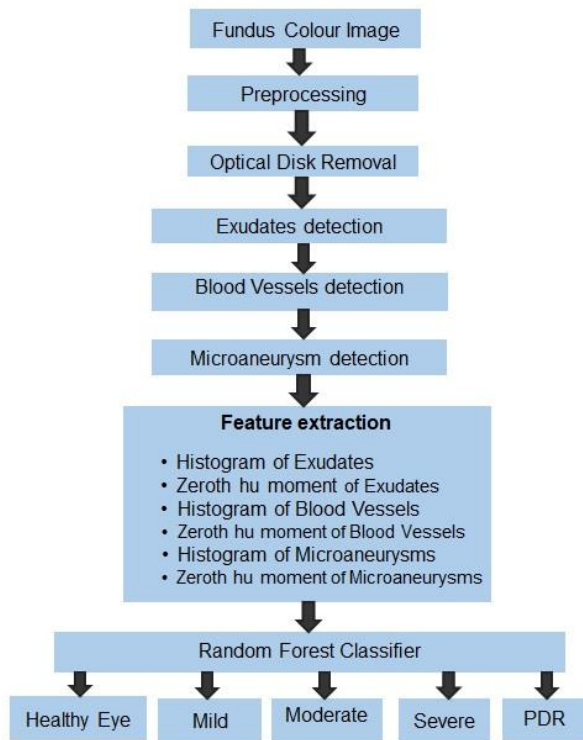 Fundus Colour Image
Preprocessing
Optical Disk Removal
Exudates detection
Blood Vessels detection
Microaneurysm detection
Feature extraction
• Histogram of Exudates
• Zeroth hu moment of Exudates
• Histogram of Blood Vessels
• Zeroth hu moment of Blood Vessels
• Histogram of Microaneurysms
• Zeroth hu moment of Microaneurysms
Random Forest Classifier
Healthy Eye
Mild
Moderate
Severe
PDR